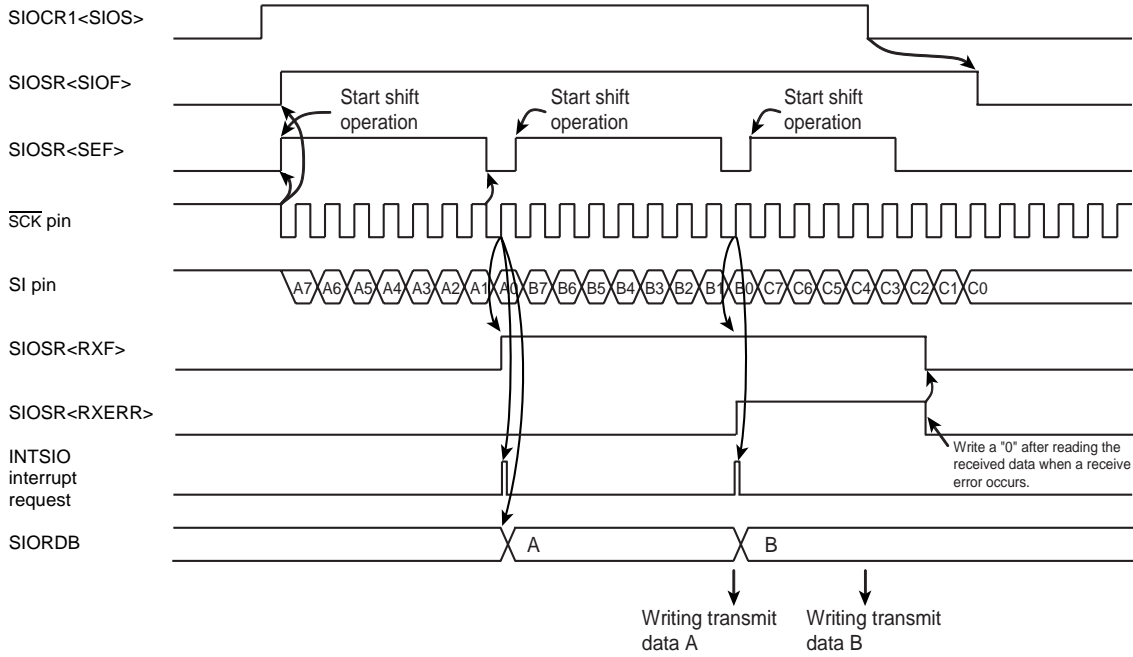 SIOCR1<SIOS>
SIOSR<SIOF>
Start shift
operation
Start shift
operation
Start shift
operation
SIOSR<SEF>
SCK pin
SI pin
A7 A6 A5 A4 A3 A2 A1 A0 B7 B6 B5 B4 B3 B2 B1 B0 C7 C6 C5 C4 C3 C2 C1 C0
SIOSR<RXF>
SIOSR<RXERR>
Write a "0" after reading the
received data when a receive
error occurs.
INTSIO
interrupt
request
SIORDB
A
B
Writing transmit
data A
Writing transmit
data B